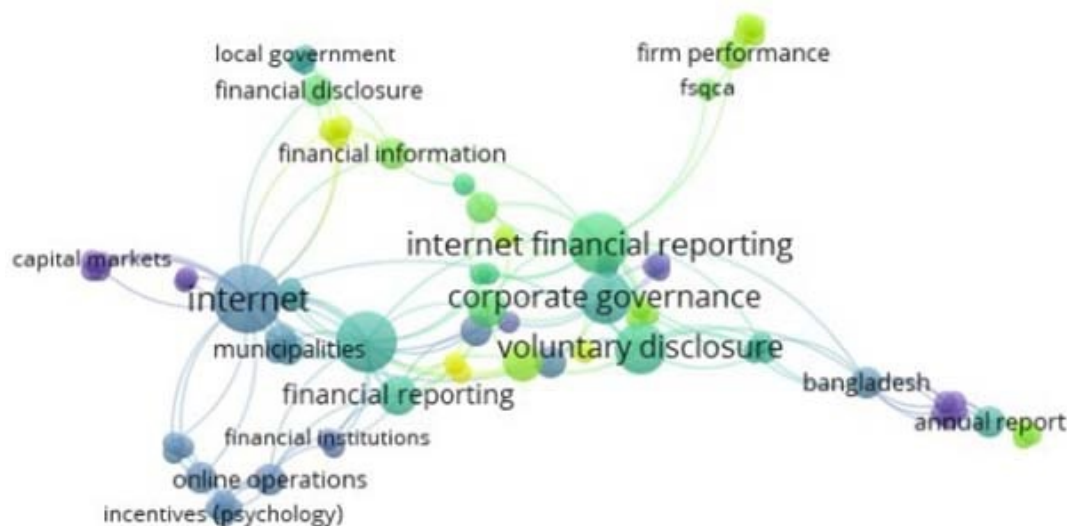 local government
firm performance
financial disclosure
fsqca
financial information
internet financial reporting
capital markets
internet
corporate governance
municipalities
voluntary disclosure
bangladesh
financial reporting
annual report
financial institutions
online operations
incentives (psychology)